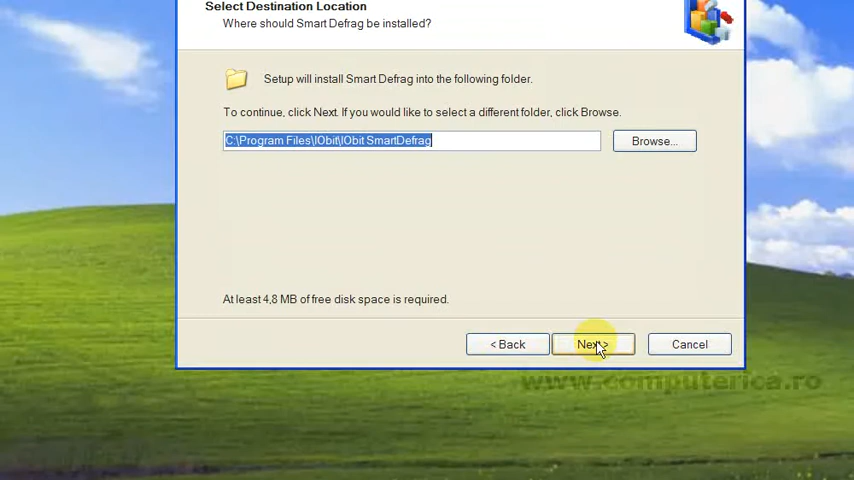 Select Destination Location
Where should Smart Defrag be installed?
Setup will install Smart Defrag into the following folder.
To continue, click Next. If you would like to select a different folder, click Browse.
C:\Program Files\IObit\IObit SmartDefrag
Browse...
At least 4,8 MB of free disk space is required.
< Back
Next >
Cancel
www.computerica.ro